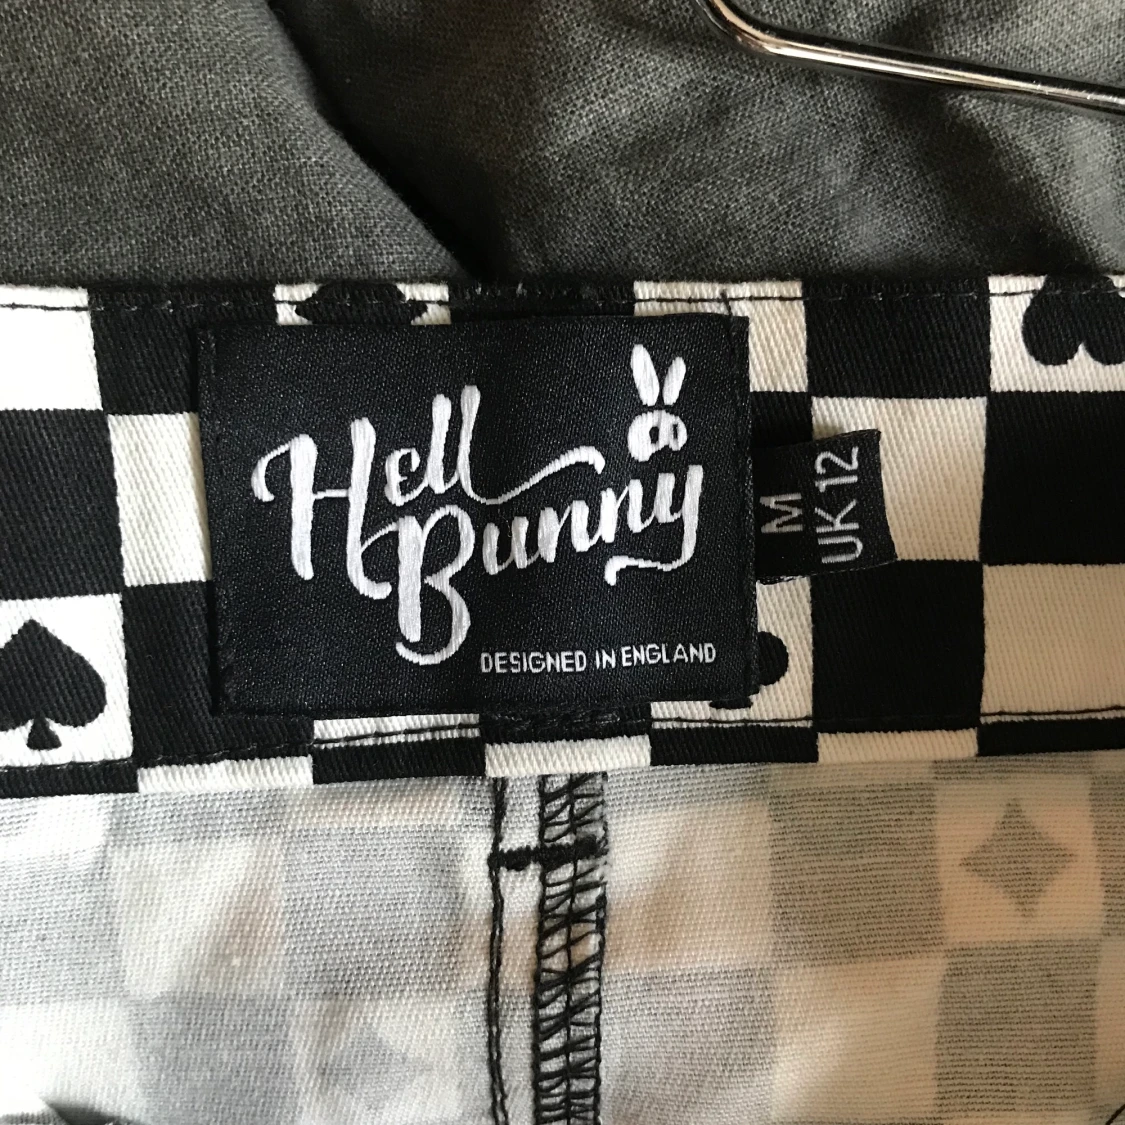 Hell
Bunny
DESIGNED IN ENGLAND
M
UK 12